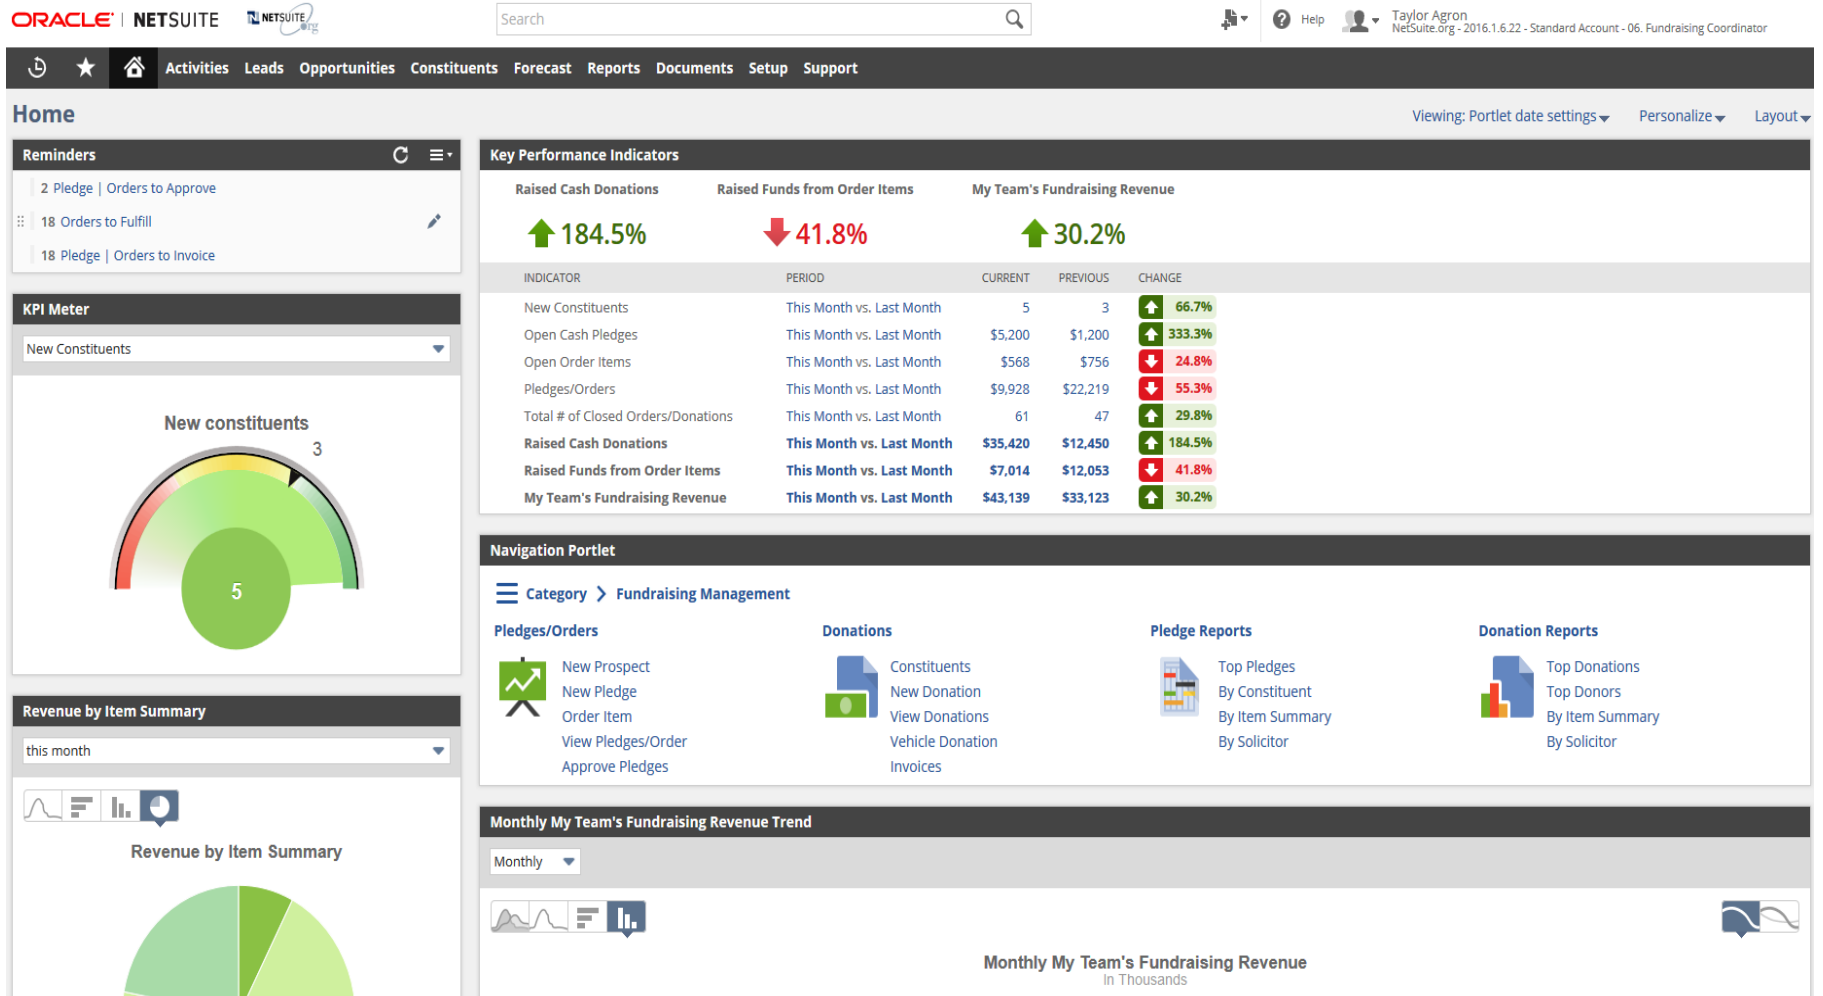 ORACLE | NETSUITE
NETSUITE.org
Search
Help
Taylor Agron
NetSuite.org - 2016.1.6.22 - Standard Account - 06. Fundraising Coordinator
Activities Leads Opportunities Constituents Forecast Reports Documents Setup Support
Home
Viewing: Portlet date settings Personalize Layout
Reminders
2 Pledge | Orders to Approve
18 Orders to Fulfill
18 Pledge | Orders to Invoice
KPI Meter
New Constituents
New constituents
3
5
Revenue by Item Summary
this month
Revenue by Item Summary
Key Performance Indicators
Raised Cash Donations Raised Funds from Order Items My Team's Fundraising Revenue
184.5% 41.8% 30.2%
INDICATOR PERIOD CURRENT PREVIOUS CHANGE
New Constituents This Month vs. Last Month 5 3 66.7%
Open Cash Pledges This Month vs. Last Month $5,200 $1,200 333.3%
Open Order Items This Month vs. Last Month $568 $756 24.8%
Pledges/Orders This Month vs. Last Month $9,928 $22,219 55.3%
Total # of Closed Orders/Donations This Month vs. Last Month 61 47 29.8%
Raised Cash Donations This Month vs. Last Month $35,420 $12,450 184.5%
Raised Funds from Order Items This Month vs. Last Month $7,014 $12,053 41.8%
My Team's Fundraising Revenue This Month vs. Last Month $43,139 $33,123 30.2%
Navigation Portlet
Category Fundraising Management
Pledges/Orders
New Prospect
New Pledge
Order Item
View Pledges/Order
Approve Pledges
Donations
Constituents
New Donation
View Donations
Vehicle Donation
Invoices
Pledge Reports
Top Pledges
By Constituent
By Item Summary
By Solicitor
Donation Reports
Top Donations
Top Donors
By Item Summary
By Solicitor
Monthly My Team's Fundraising Revenue Trend
Monthly
Monthly My Team's Fundraising Revenue
In Thousands